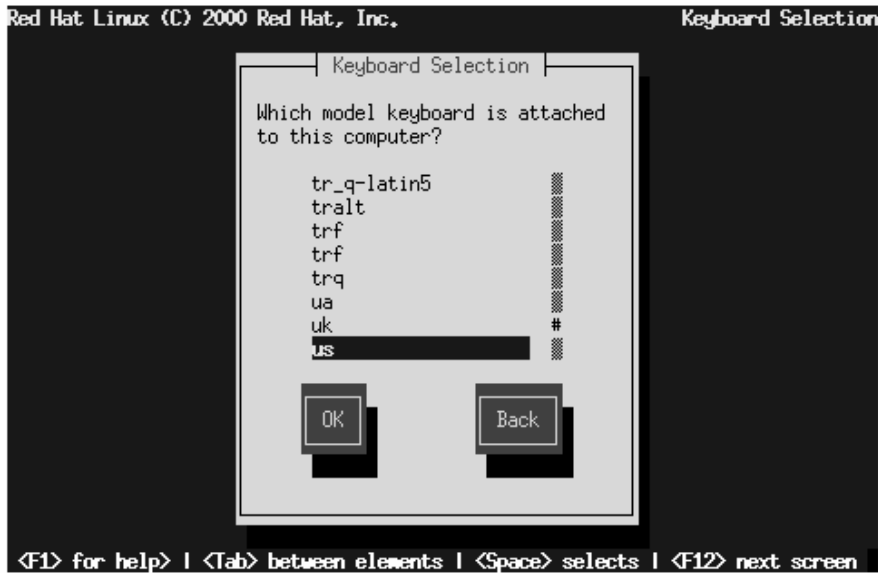 Red Hat Linux (C) 2000 Red Hat, Inc. Keyboard Selection
Keyboard Selection
Which model keyboard is attached
to this computer?
tr_q-latin5
tralt
trf
trf
trq
ua
uk #
us
OK Back
<F1> for help> | <Tab> between elements | <Space> selects | <F12> next screen